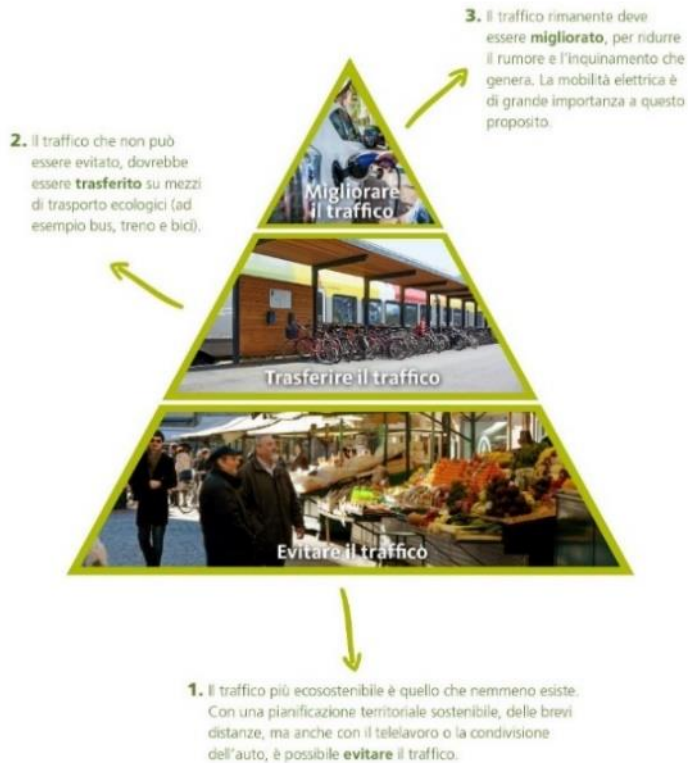 3. Il traffico rimanente deve
essere migliorato, per ridurre
il rumore e l'inquinamento che
genera. La mobilità elettrica è
di grande importanza a questo
proposito.
2. Il traffico che non può
essere evitato, dovrebbe
essere trasferito su mezzi
di trasporto ecologici (ad
esempio bus, treno e bici).
Migliorare
il traffico
Trasferire il traffico
Evitare il traffico
1. Il traffico più ecosostenibile è quello che nemmeno esiste.
Con una pianificazione territoriale sostenibile, delle brevi
distanze, ma anche con il telelavoro o la condivisione
dell'auto, è possibile evitare il traffico.